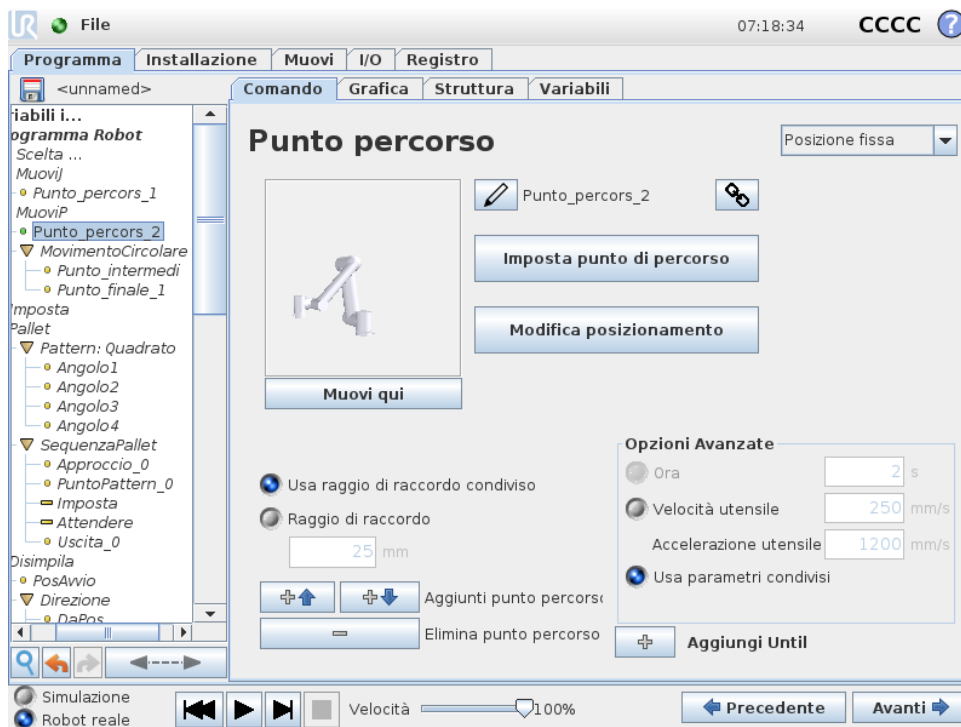 UR File 07:18:34 CCCC ?
Programma Installazione Muovi I/O Registro
<unnamed>
Comando Grafica Struttura Variabili
riabili i...
ogramma Robot
Scelta ...
MuoviJ
Punto_percors_1
MuoviP
Punto_percors_2
MovimentoCircolare
Punto_intermedi
Punto_finale_1
Imposta
Pallet
Pattern: Quadrato
Angolo1
Angolo2
Angolo3
Angolo4
SequenzaPallet
Approccio_0
PuntoPattern_0
Imposta
Attendere
Uscita_0
Disimpila
PosAvvio
Direzione
DaPos
Punto percorso
Posizione fissa
Punto_percors_2
Imposta punto di percorso
Modifica posizionamento
Muovi qui
Usa raggio di raccordo condiviso
Raggio di raccordo
25 mm
Aggiunti punto percorso
Elimina punto percorso
Opzioni Avanzate
Ora 2 s
Velocità utensile 250 mm/s
Accelerazione utensile 1200 mm/s
Usa parametri condivisi
Aggiungi Until
Simulazione
Robot reale
Velocità 100%
Precedente Avanti